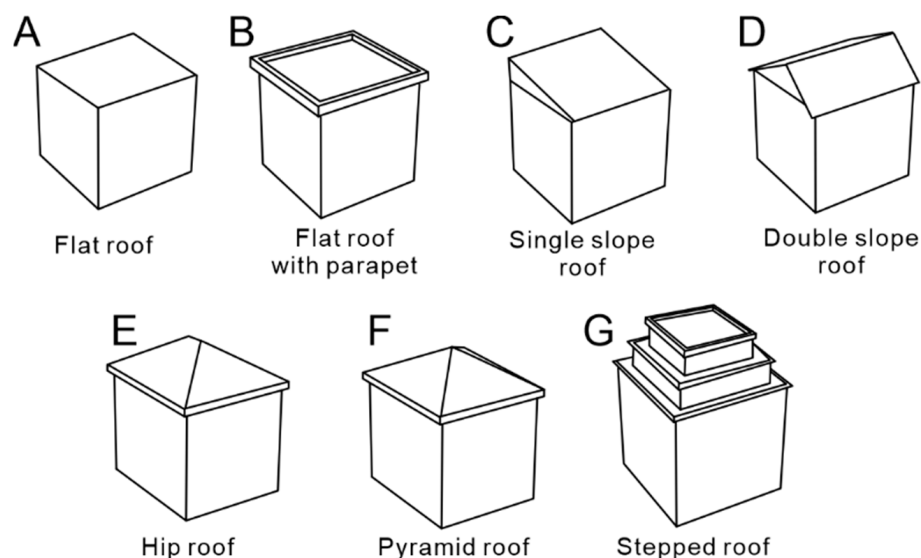 A
B
C
D
Flat roof
Flat roof
with parapet
Single slope
roof
Double slope
roof
E
F
G
Hip roof
Pyramid roof
Stepped roof